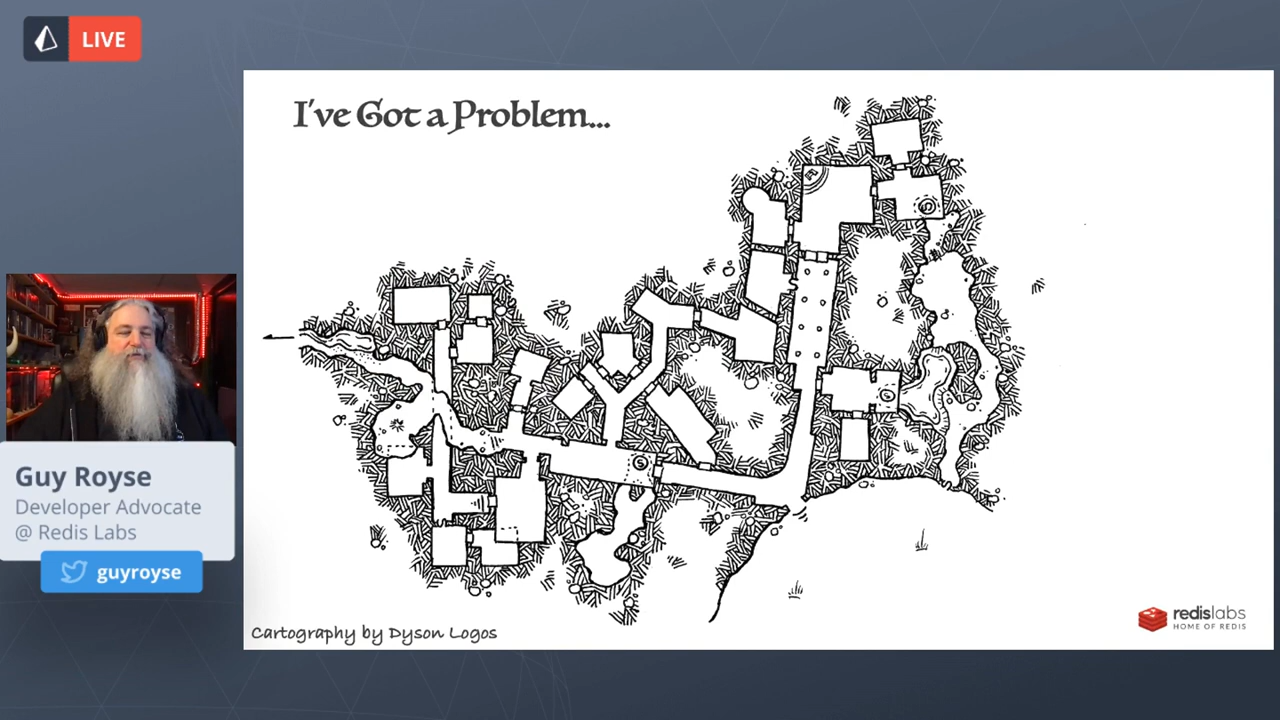 LIVE
I've Got a Problem...
Guy Royse
Developer Advocate
@ Redis Labs
guyroyse
Cartography by Dyson Logos
redislabs
HOME OF REDIS